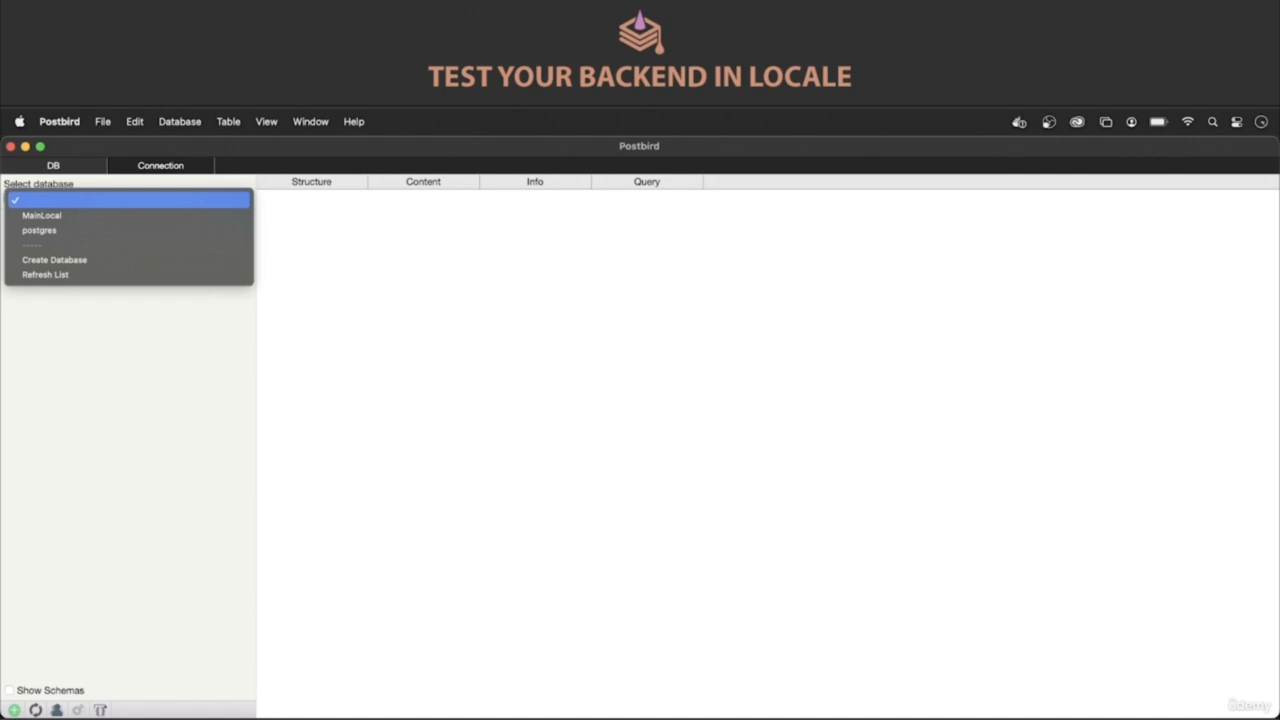 TEST YOUR BACKEND IN LOCALE
Postbird File Edit Database Table View Window Help
Postbird
DB Connection
Select database
Structure Content Info Query
MainLocal
postgres
-----
Create Database
Refresh List
Show Schemas
ûdemy